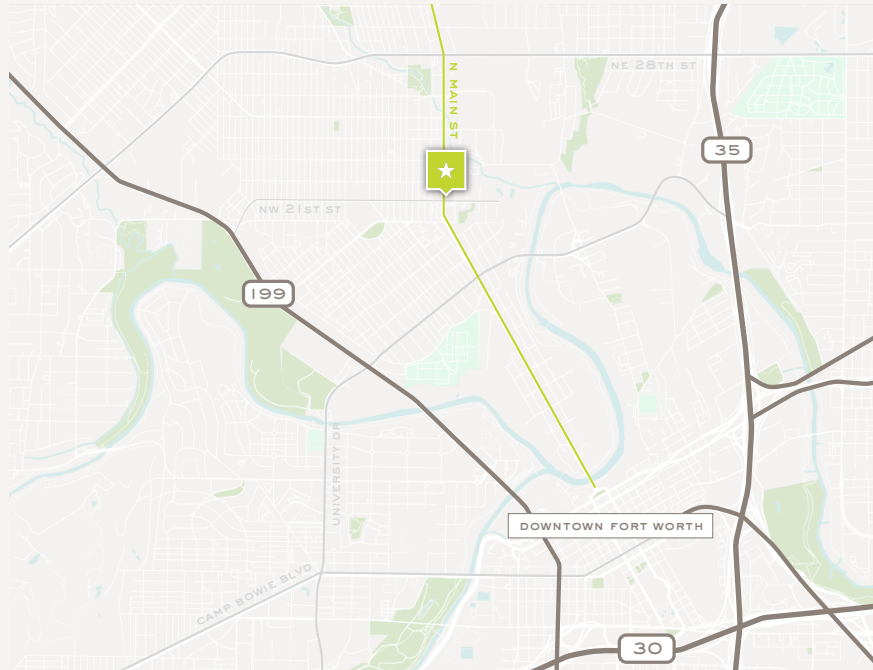 NE 28TH ST
N MAIN ST
35
NW 21ST ST
199
UNIVERSITY DR
DOWNTOWN FORT WORTH
CAMP BOWIE BLVD
30